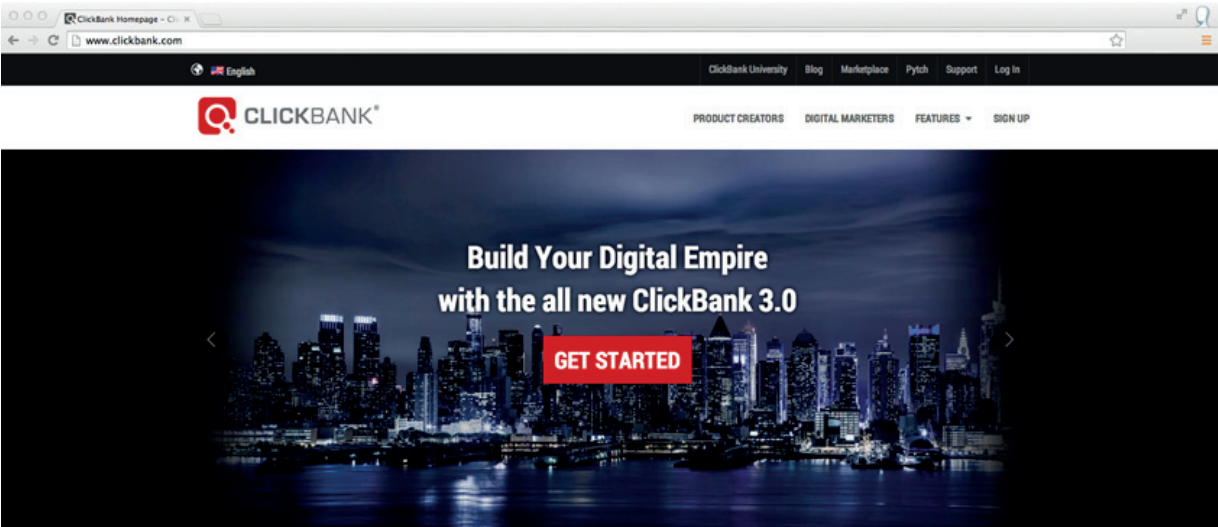 ClickBank Homepage - Cli
www.clickbank.com
English
ClickBank University Blog Marketplace Pytch Support Log In
CLICKBANK®
PRODUCT CREATORS DIGITAL MARKETERS FEATURES SIGN UP
Build Your Digital Empire
with the all new ClickBank 3.0
GET STARTED